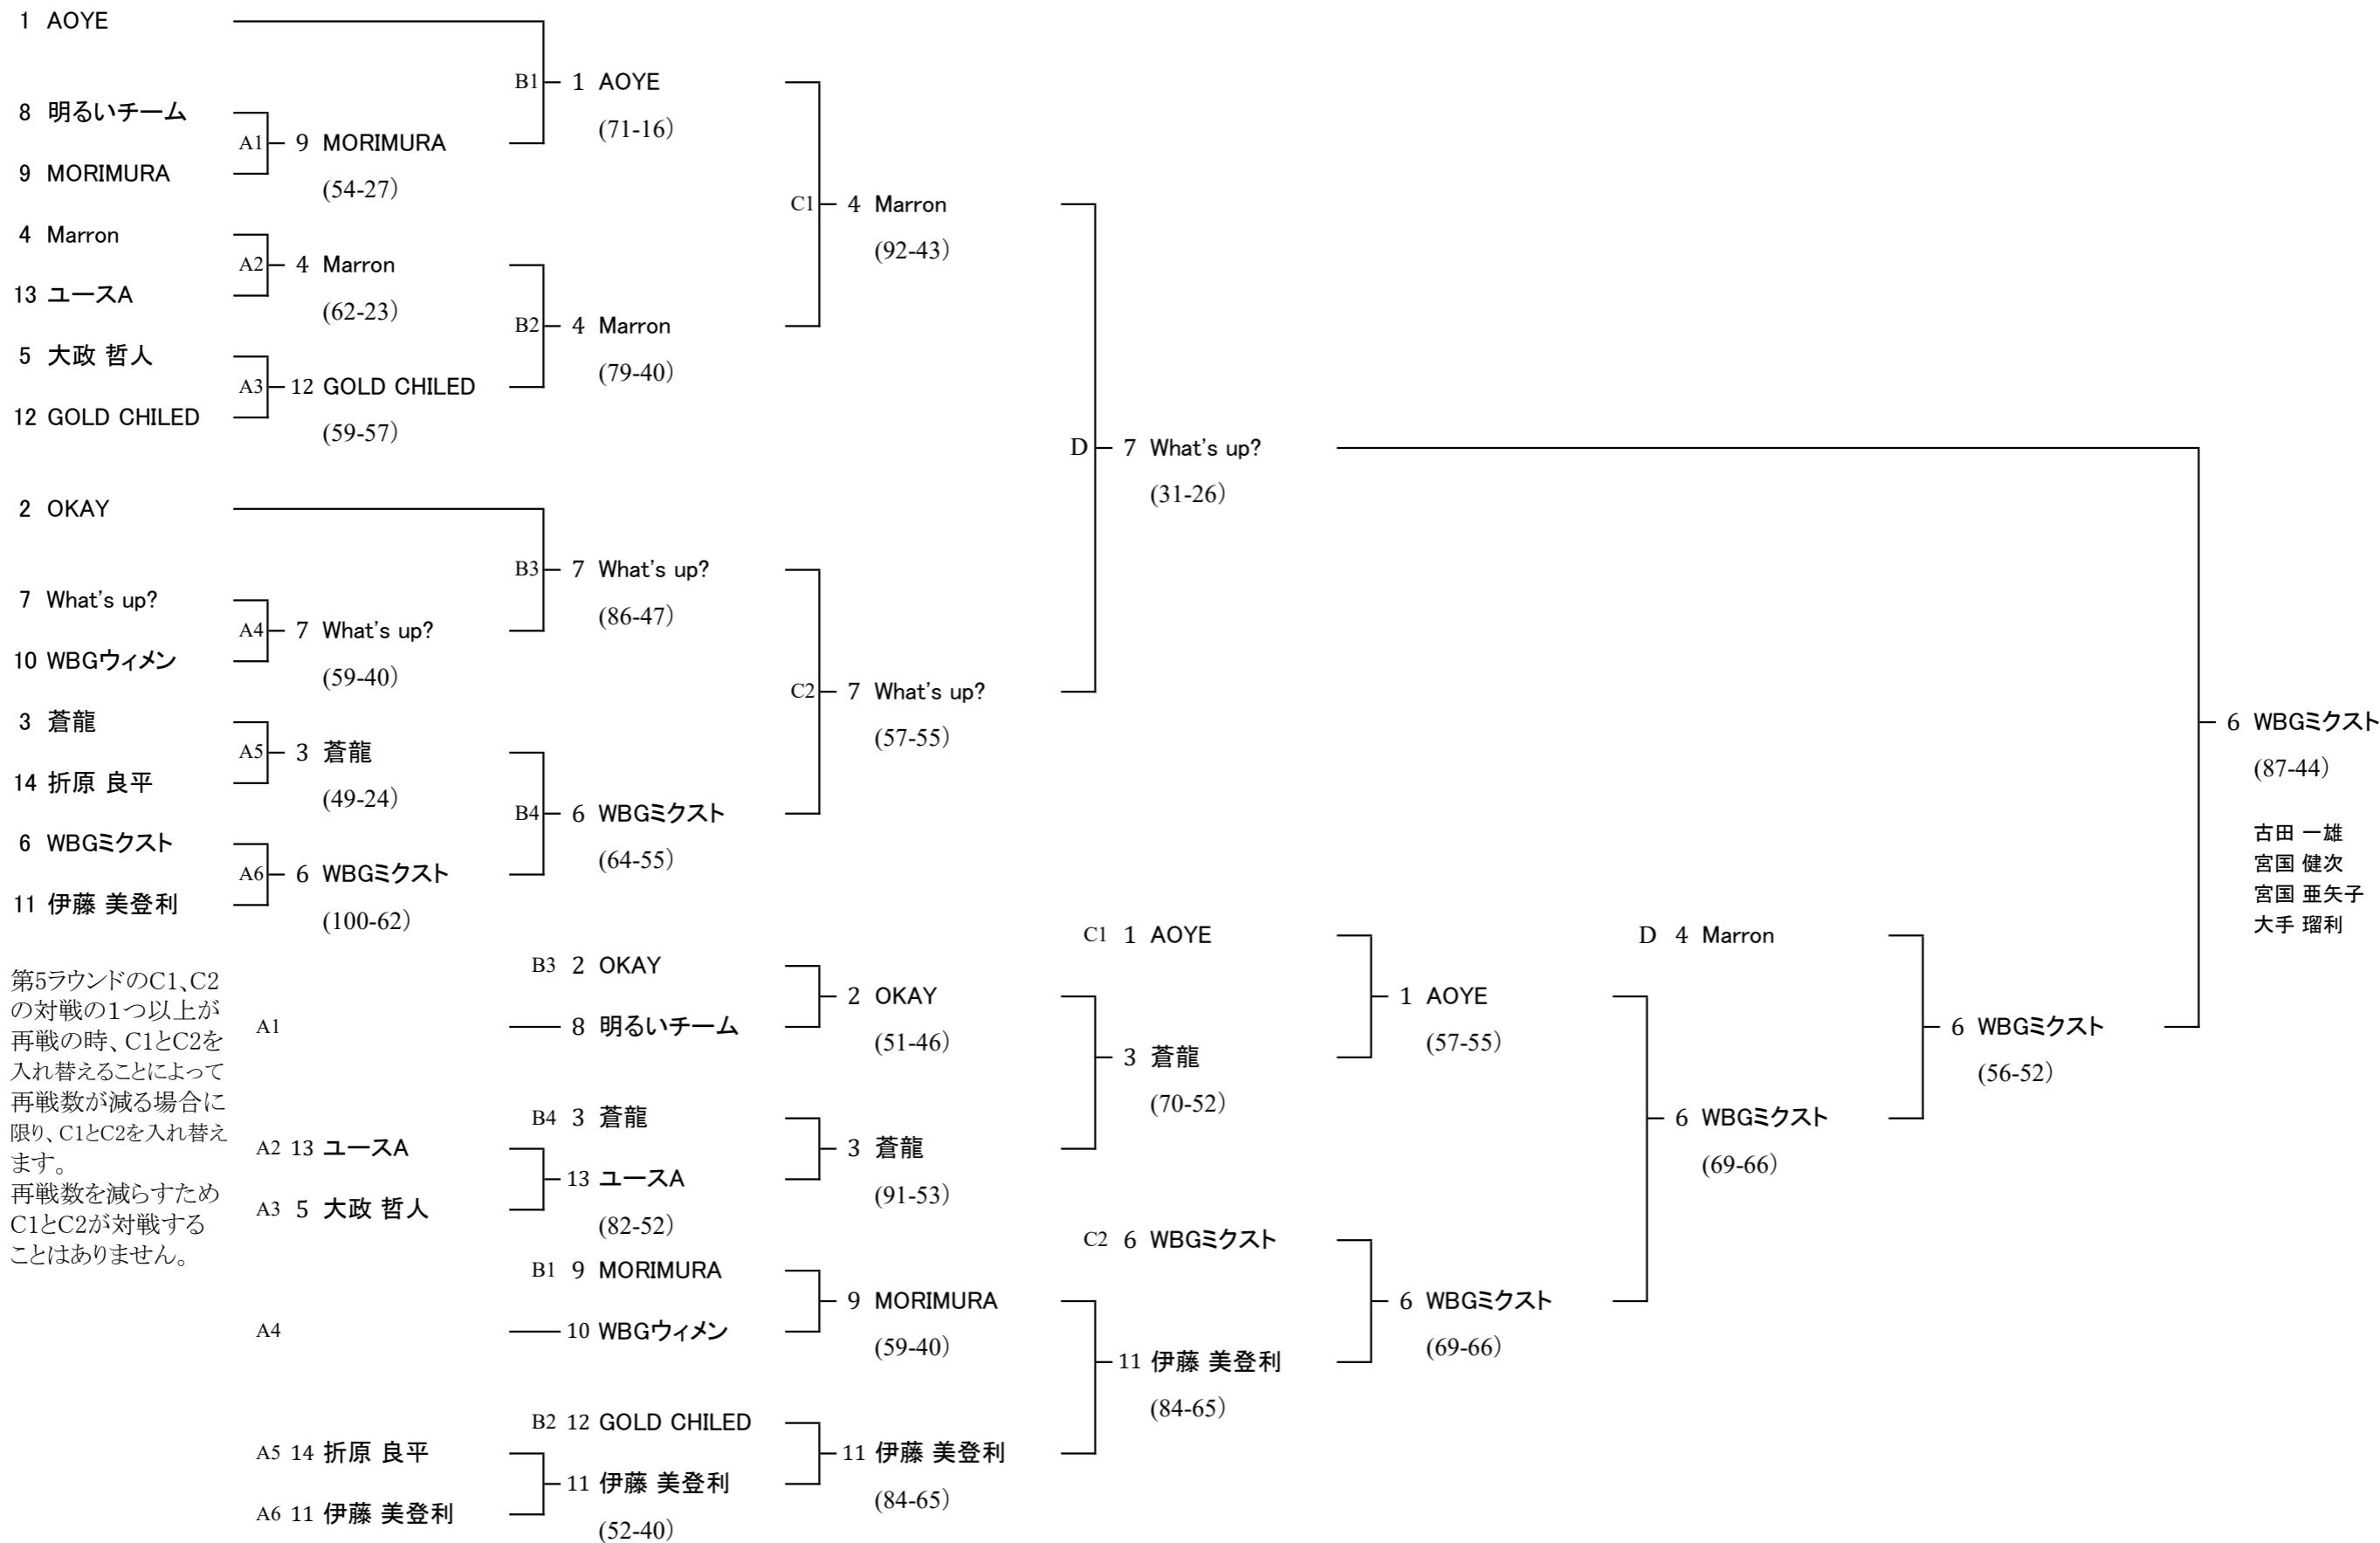 1 AOYE
B1 1 AOYE
(71-16)
8 明るいチーム
A1 9 MORIMURA
9 MORIMURA
(54-27)
C1 4 Marron
(92-43)
4 Marron
A2 4 Marron
13 ユースA
(62-23)
B2 4 Marron
(79-40)
5 大政 哲人
A3 12 GOLD CHILED
12 GOLD CHILED
(59-57)
D 7 What's up?
(31-26)
2 OKAY
B3 7 What's up?
(86-47)
7 What's up?
A4 7 What's up?
10 WBGウィメン
(59-40)
C2 7 What's up?
(57-55)
3 蒼龍
A5 3 蒼龍
14 折原 良平
(49-24)
B4 6 WBGミクスト
(64-55)
6 WBGミクスト
A6 6 WBGミクスト
11 伊藤 美登利
(100-62)
6 WBGミクスト
(87-44)
古田 一雄
宮国 健次
宮国 亜矢子
大手 瑠利
第5ラウンドのC1、C2
の対戦の１つ以上が
再戦の時、C1とC2を
入れ替えることによって
再戦数が減る場合に
限り、C1とC2を入れ替え
ます。
再戦数を減らすため
C1とC2が対戦する
ことはありません。
B3 2 OKAY
2 OKAY
A1 8 明るいチーム
(51-46)
B4 3 蒼龍
3 蒼龍
(91-53)
A2 13 ユースA
13 ユースA
A3 5 大政 哲人
(82-52)
B1 9 MORIMURA
9 MORIMURA
A4 10 WBGウィメン
(59-40)
B2 12 GOLD CHILED
11 伊藤 美登利
(84-65)
A5 14 折原 良平
11 伊藤 美登利
A6 11 伊藤 美登利
(52-40)
C1 1 AOYE
1 AOYE
3 蒼龍
(57-55)
(70-52)
C2 6 WBGミクスト
6 WBGミクスト
11 伊藤 美登利
(69-66)
(84-65)
D 4 Marron
6 WBGミクスト
(56-52)
6 WBGミクスト
(69-66)